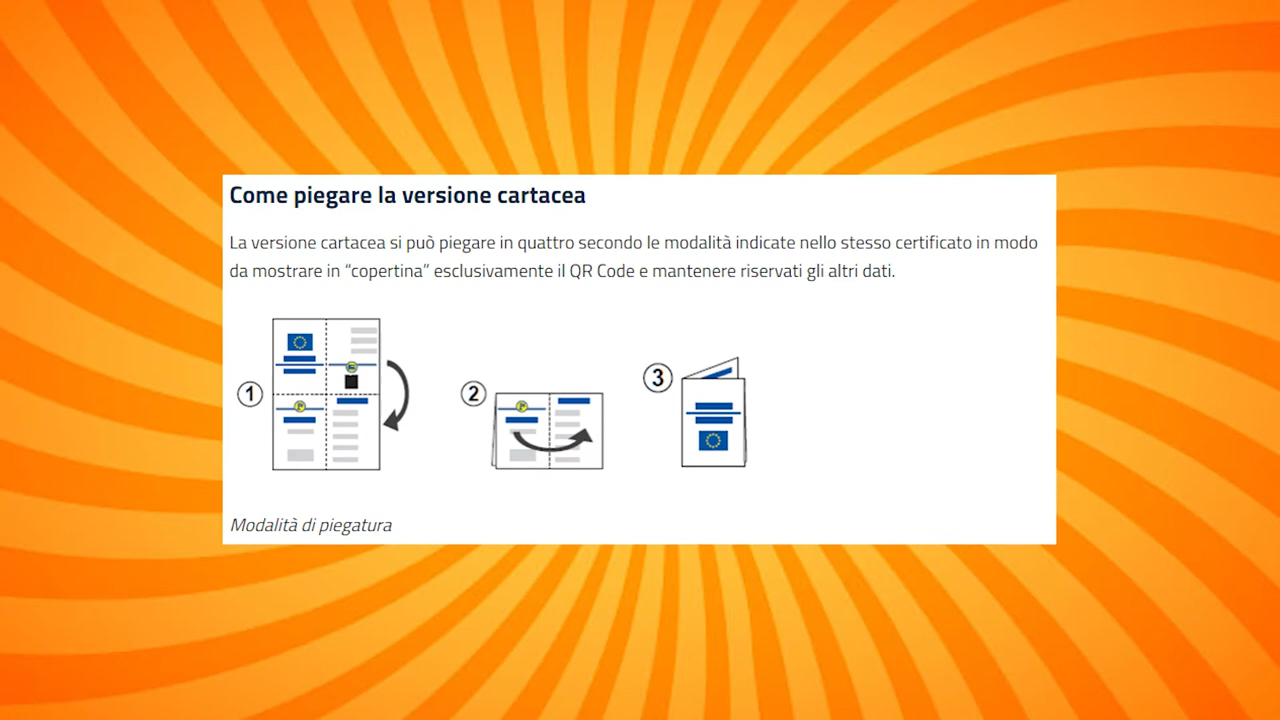 Come piegare la versione cartacea
La versione cartacea si può piegare in quattro secondo le modalità indicate nello stesso certificato in modo
da mostrare in “copertina” esclusivamente il QR Code e mantenere riservati gli altri dati.
1
2
3
Modalità di piegatura